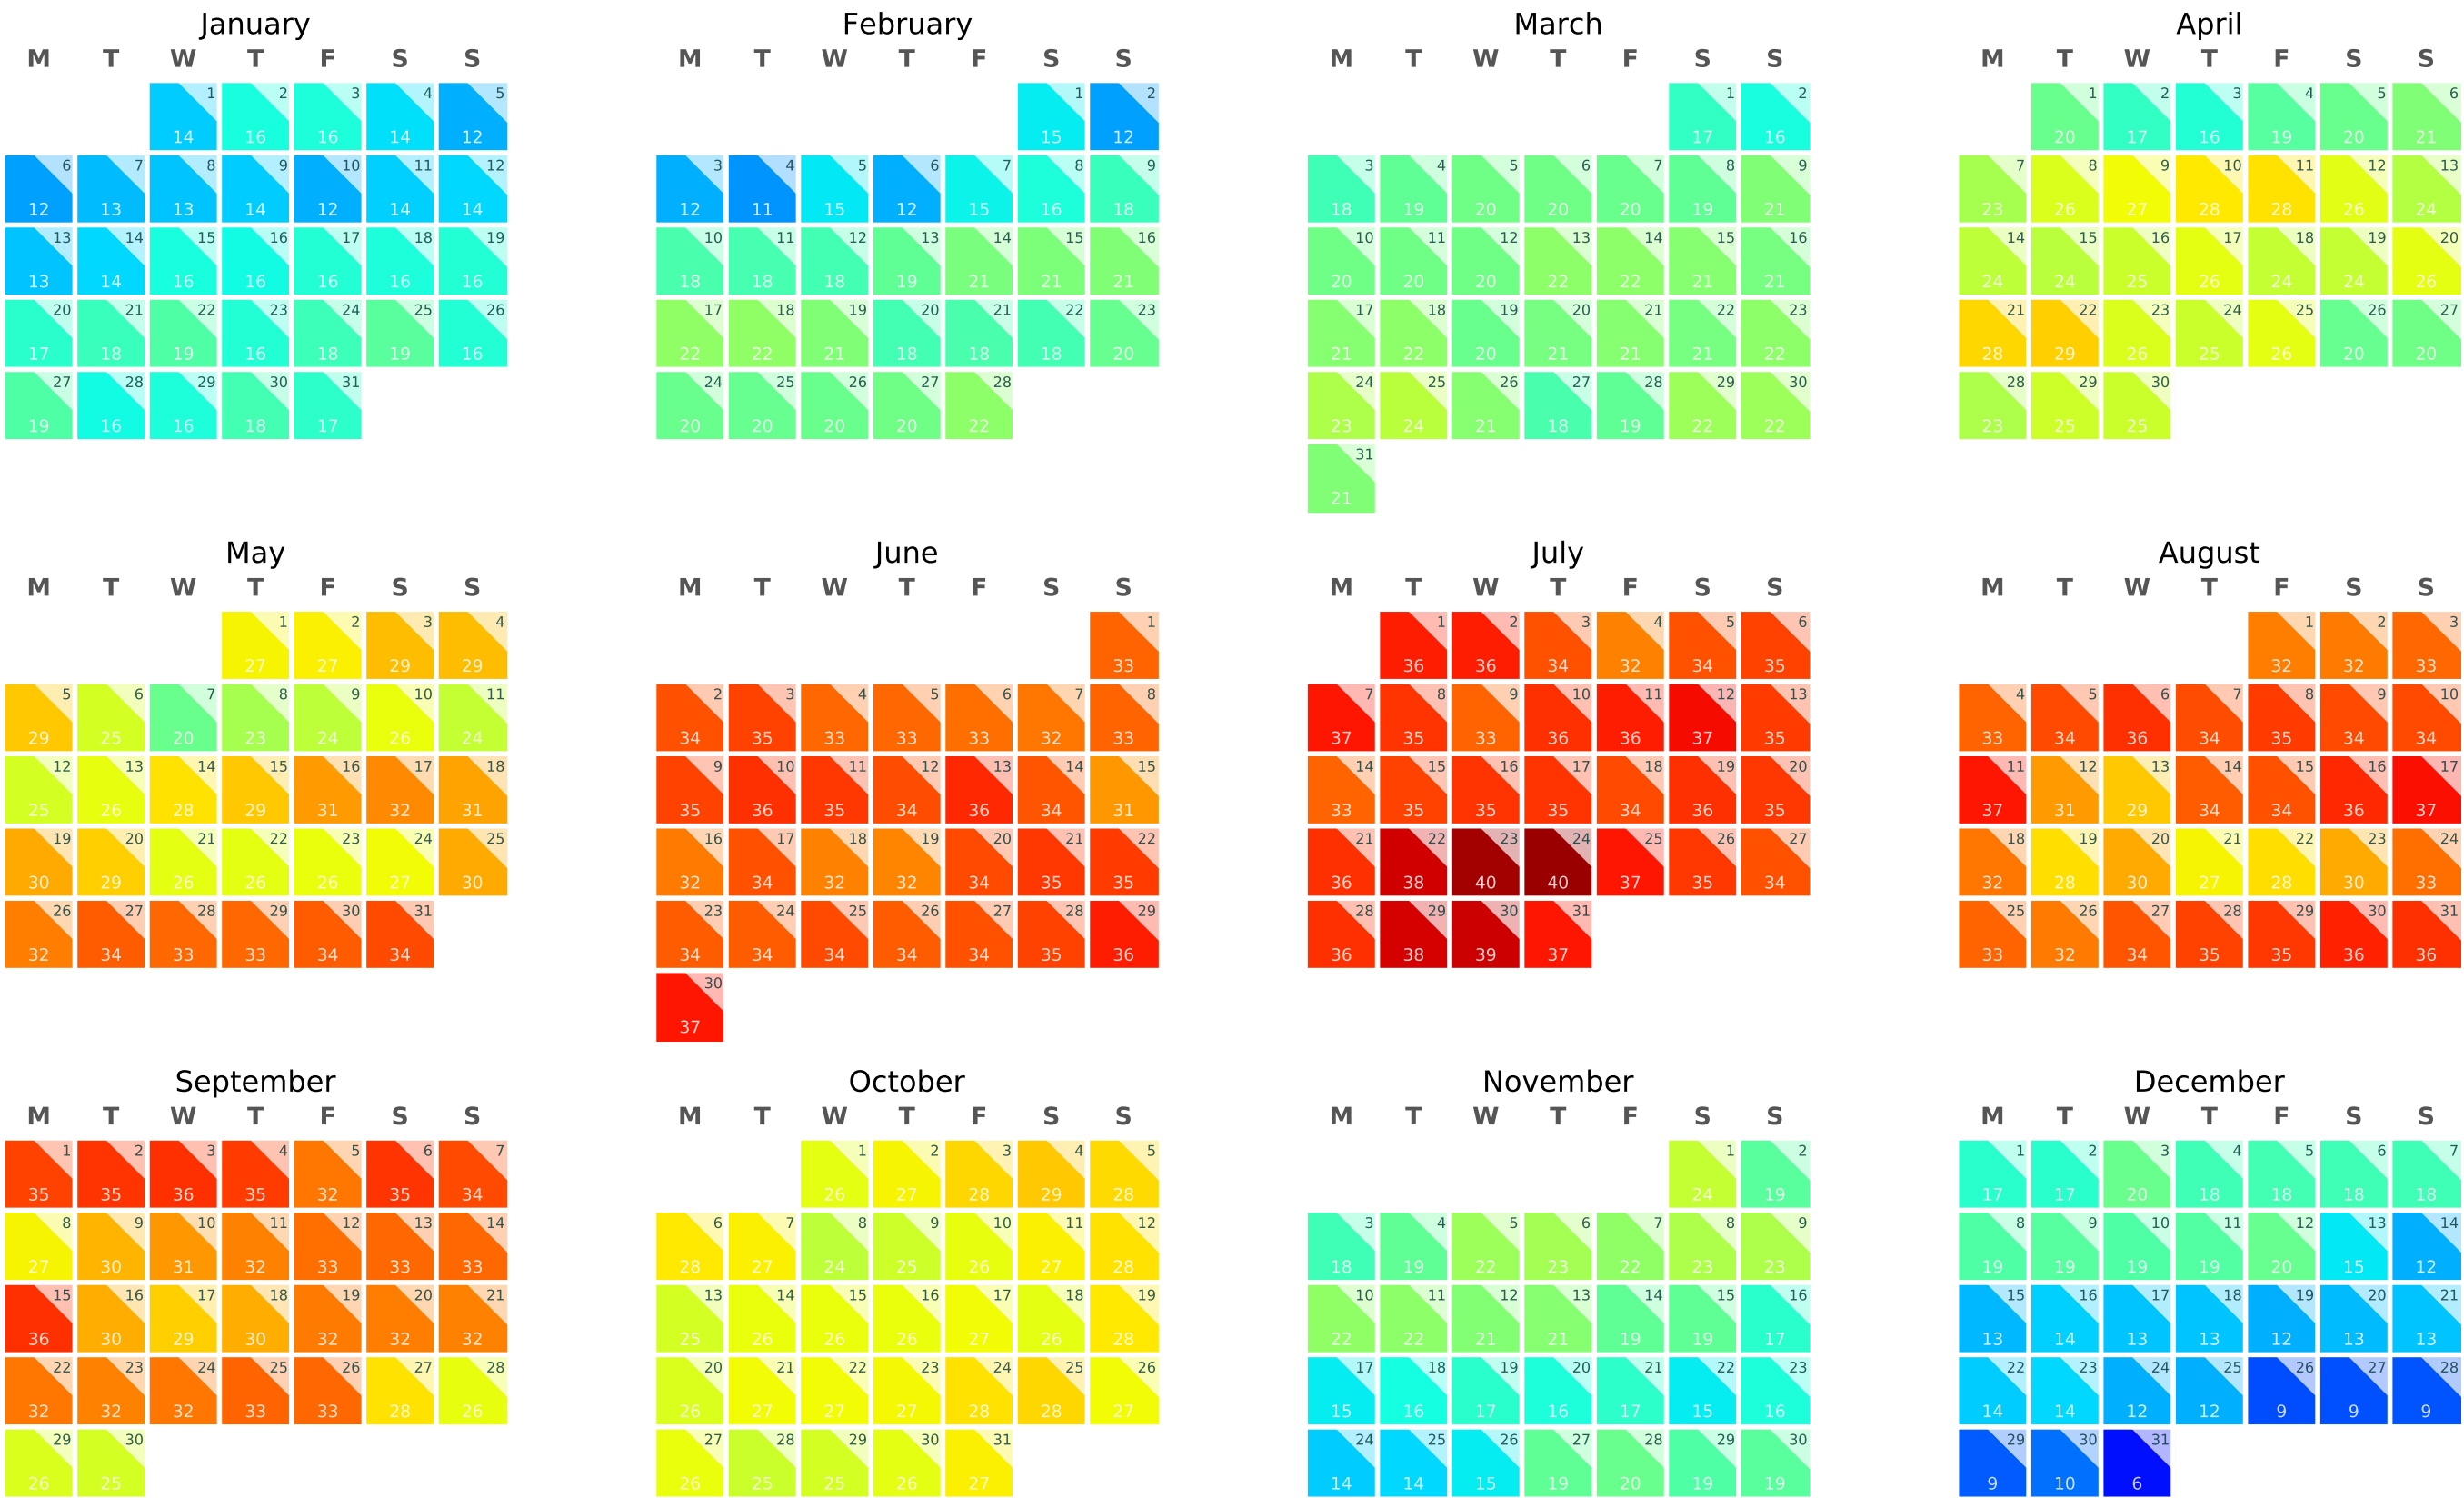 January February March April
M T W T F S S M T W T F S S M T W T F S S M T W T F S S
1 2 3 4 5 1 2 1 2 1 2 3 4 5 6
14 16 16 14 12 15 12 17 16 20 17 16 19 20 21
6 7 8 9 10 11 12 3 4 5 6 7 8 9 3 4 5 6 7 8 9 7 8 9 10 11 12 13
12 13 13 14 12 14 14 12 11 15 12 15 16 18 18 19 20 20 20 19 21 23 26 27 28 28 26 24
13 14 15 16 17 18 19 10 11 12 13 14 15 16 10 11 12 13 14 15 16 14 15 16 17 18 19 20
13 14 16 16 16 16 16 18 18 18 19 21 21 21 20 20 20 22 22 21 21 24 24 25 26 24 24 26
20 21 22 23 24 25 26 17 18 19 20 21 22 23 17 18 19 20 21 22 23 21 22 23 24 25 26 27
17 18 19 16 18 19 16 22 22 21 18 18 18 20 21 22 20 21 21 21 22 28 29 26 25 26 20 20
27 28 29 30 31 24 25 26 27 28 24 25 26 27 28 29 30 28 29 30
19 16 16 18 17 20 20 20 20 22 23 24 21 18 19 22 22 23 25 25
31
21
May June July August
M T W T F S S M T W T F S S M T W T F S S M T W T F S S
1 2 3 4 1 1 2 3 4 5 6 1 2 3
27 27 29 29 33 36 36 34 32 34 35 32 32 33
5 6 7 8 9 10 11 2 3 4 5 6 7 8 7 8 9 10 11 12 13 4 5 6 7 8 9 10
29 25 20 23 24 26 24 34 35 33 33 33 32 33 37 35 33 36 36 37 35 33 34 36 34 35 34 34
12 13 14 15 16 17 18 9 10 11 12 13 14 15 14 15 16 17 18 19 20 11 12 13 14 15 16 17
25 26 28 29 31 32 31 35 36 35 34 36 34 31 33 35 35 35 34 36 35 37 31 29 34 34 36 37
19 20 21 22 23 24 25 16 17 18 19 20 21 22 21 22 23 24 25 26 27 18 19 20 21 22 23 24
30 29 26 26 26 27 30 32 34 32 32 34 35 35 36 38 40 40 37 35 34 32 28 30 27 28 30 33
26 27 28 29 30 31 23 24 25 26 27 28 29 28 29 30 31 25 26 27 28 29 30 31
32 34 33 33 34 34 34 34 34 34 34 35 36 36 38 39 37 33 32 34 35 35 36 36
30
37
September October November December
M T W T F S S M T W T F S S M T W T F S S M T W T F S S
1 2 3 4 5 6 7 1 2 3 4 5 1 2 1 2 3 4 5 6 7
35 35 36 35 32 35 34 26 27 28 29 28 24 19 17 17 20 18 18 18 18
8 9 10 11 12 13 14 6 7 8 9 10 11 12 3 4 5 6 7 8 9 8 9 10 11 12 13 14
27 30 31 32 33 33 33 28 27 24 25 26 27 28 18 19 22 23 22 23 23 19 19 19 19 20 15 12
15 16 17 18 19 20 21 13 14 15 16 17 18 19 10 11 12 13 14 15 16 15 16 17 18 19 20 21
36 30 29 30 32 32 32 25 26 26 26 27 26 28 22 22 21 21 19 19 17 13 14 13 13 12 13 13
22 23 24 25 26 27 28 20 21 22 23 24 25 26 17 18 19 20 21 22 23 22 23 24 25 26 27 28
32 32 32 33 33 28 26 26 27 27 27 28 28 27 15 16 17 16 17 15 16 14 14 12 12 9 9 9
29 30 27 28 29 30 31 24 25 26 27 28 29 30 29 30 31
26 25 26 25 25 26 27 14 14 15 19 20 19 19 9 10 6